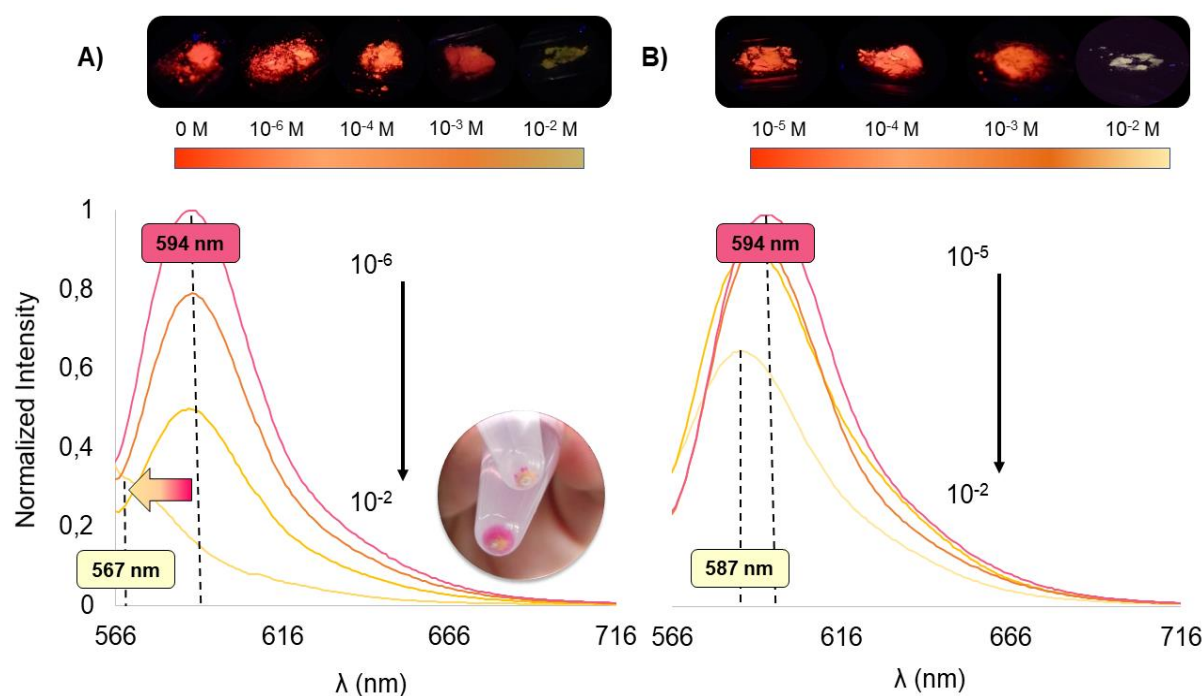 A)
0 M 10⁻⁶ M 10⁻⁴ M 10⁻³ M 10⁻² M
Normalized Intensity
1
0,8
0,6
0,4
0,2
0
594 nm
567 nm
10⁻⁶
10⁻²
566 616 666 716
λ (nm)
B)
10⁻⁵ M 10⁻⁴ M 10⁻³ M 10⁻² M
594 nm
587 nm
10⁻⁵
10⁻²
566 616 666 716
λ (nm)